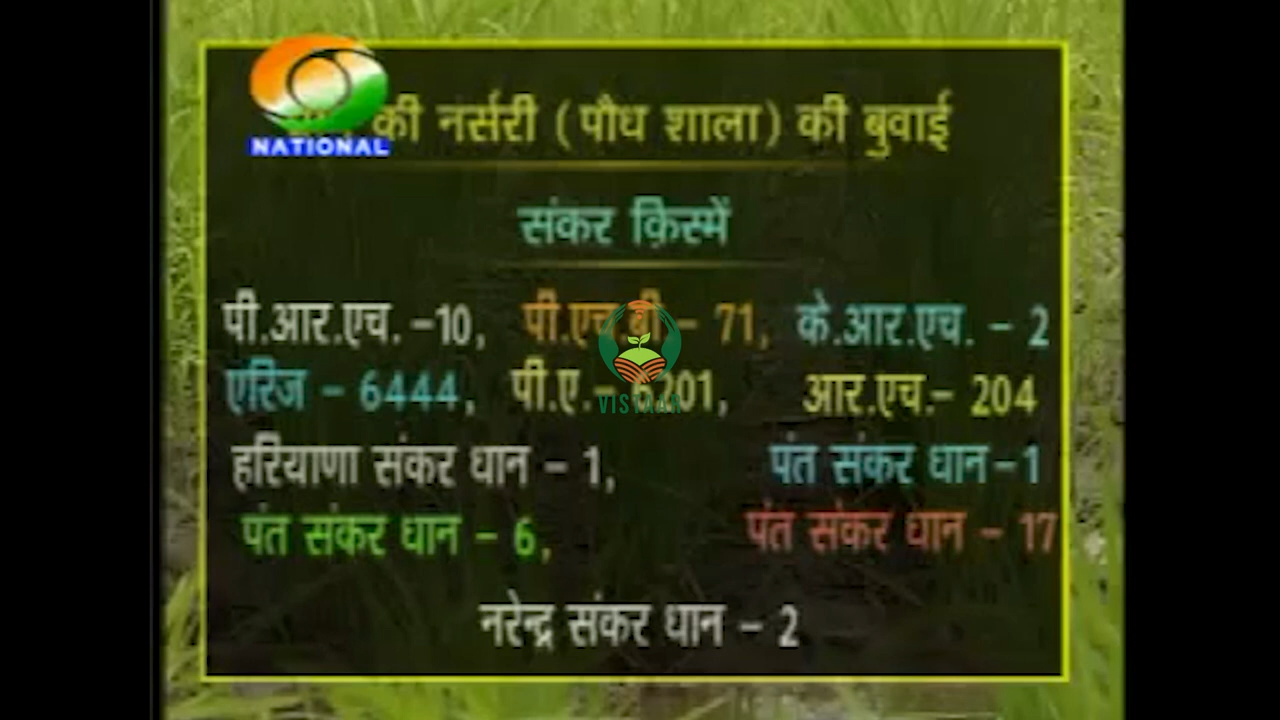 NATIONAL
की नर्सरी (पौध शाला) की बुवाई
संकर क़िस्में
पी.आर.एच. -10, पी.एच.बी - 71, के.आर.एच. - 2
एरिज - 6444, पी.ए.- 6201, आर.एच.- 204
VISTAAR
हरियाणा संकर धान - 1, पंत संकर धान-1
पंत संकर धान - 6, पंत संकर धान - 17
नरेन्द्र संकर धान - 2